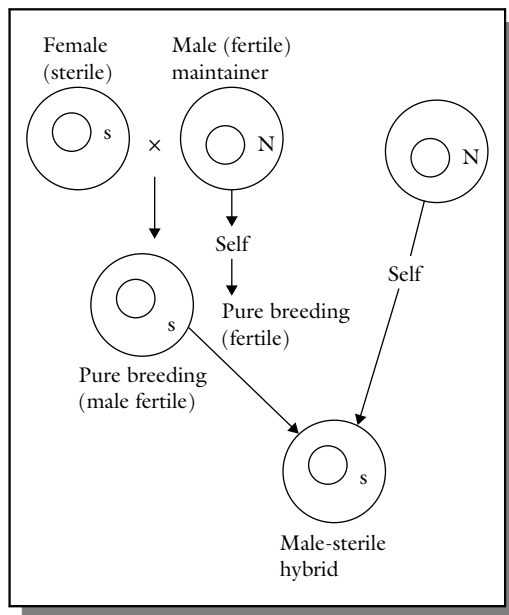 Female
(sterile)
Male (fertile)
maintainer
s
×
N
N
Self
Self
s
Pure breeding
(fertile)
Pure breeding
(male fertile)
s
Male-sterile
hybrid